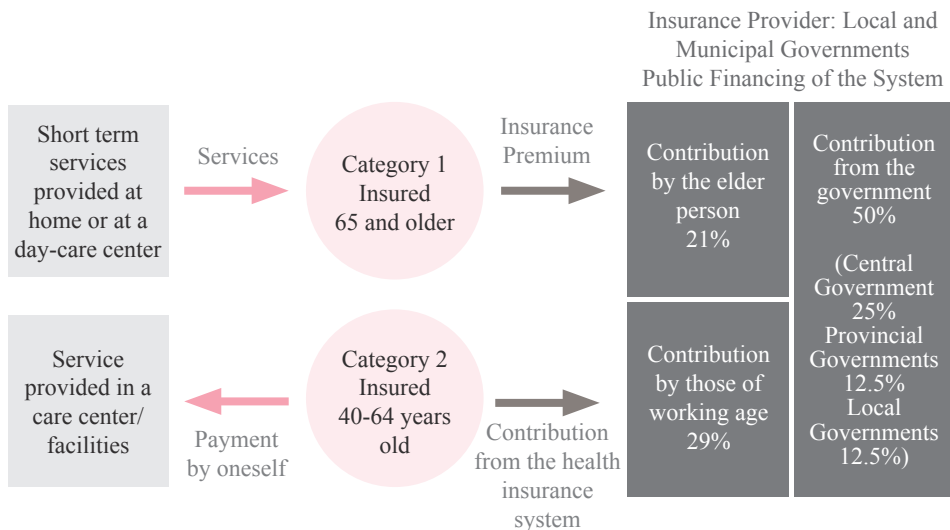 Insurance Provider: Local and
Municipal Governments
Public Financing of the System
Short term
services
provided at
home or at a
day-care center
Services
Category 1
Insured
65 and older
Insurance
Premium
Contribution
by the elder
person
21%
Contribution
from the
government
50%
(Central
Government
25%
Provincial
Governments
12.5%
Local
Governments
12.5%)
Service
provided in a
care center/
facilities
Payment
by oneself
Category 2
Insured
40-64 years
old
Contribution
from the health
insurance
system
Contribution
by those of
working age
29%